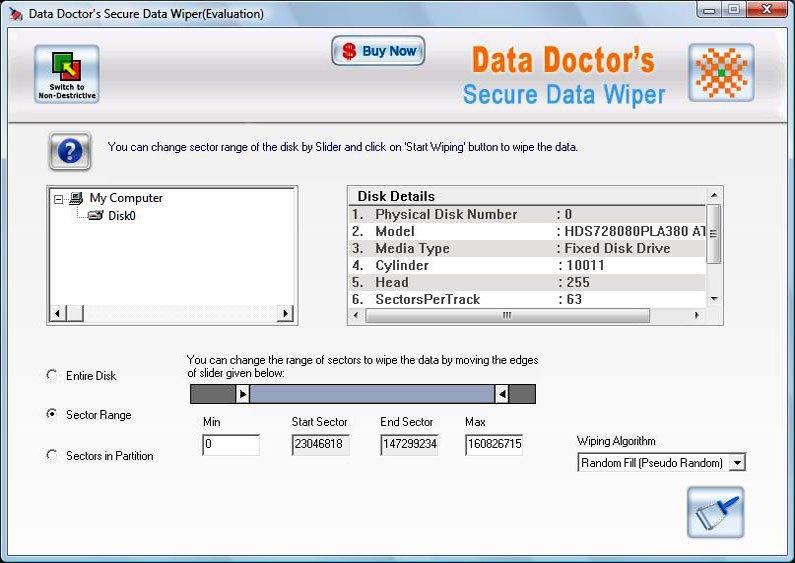 Data Doctor's Secure Data Wiper(Evaluation)
Switch to
Non-Destrictive
$ Buy Now
Data Doctor's
Secure Data Wiper
?
You can change sector range of the disk by Slider and click on 'Start Wiping' button to wipe the data.
My Computer
Disk0
Disk Details
1. Physical Disk Number : 0
2. Model : HDS728080PLA380 AT
3. Media Type : Fixed Disk Drive
4. Cylinder : 10011
5. Head : 255
6. SectorsPerTrack : 63
You can change the range of sectors to wipe the data by moving the edges
of slider given below:
Entire Disk
Sector Range
Sectors in Partition
Min Start Sector End Sector Max
0 23046818 147299234 160826715
Wiping Algorithm
Random Fill (Pseudo Random)